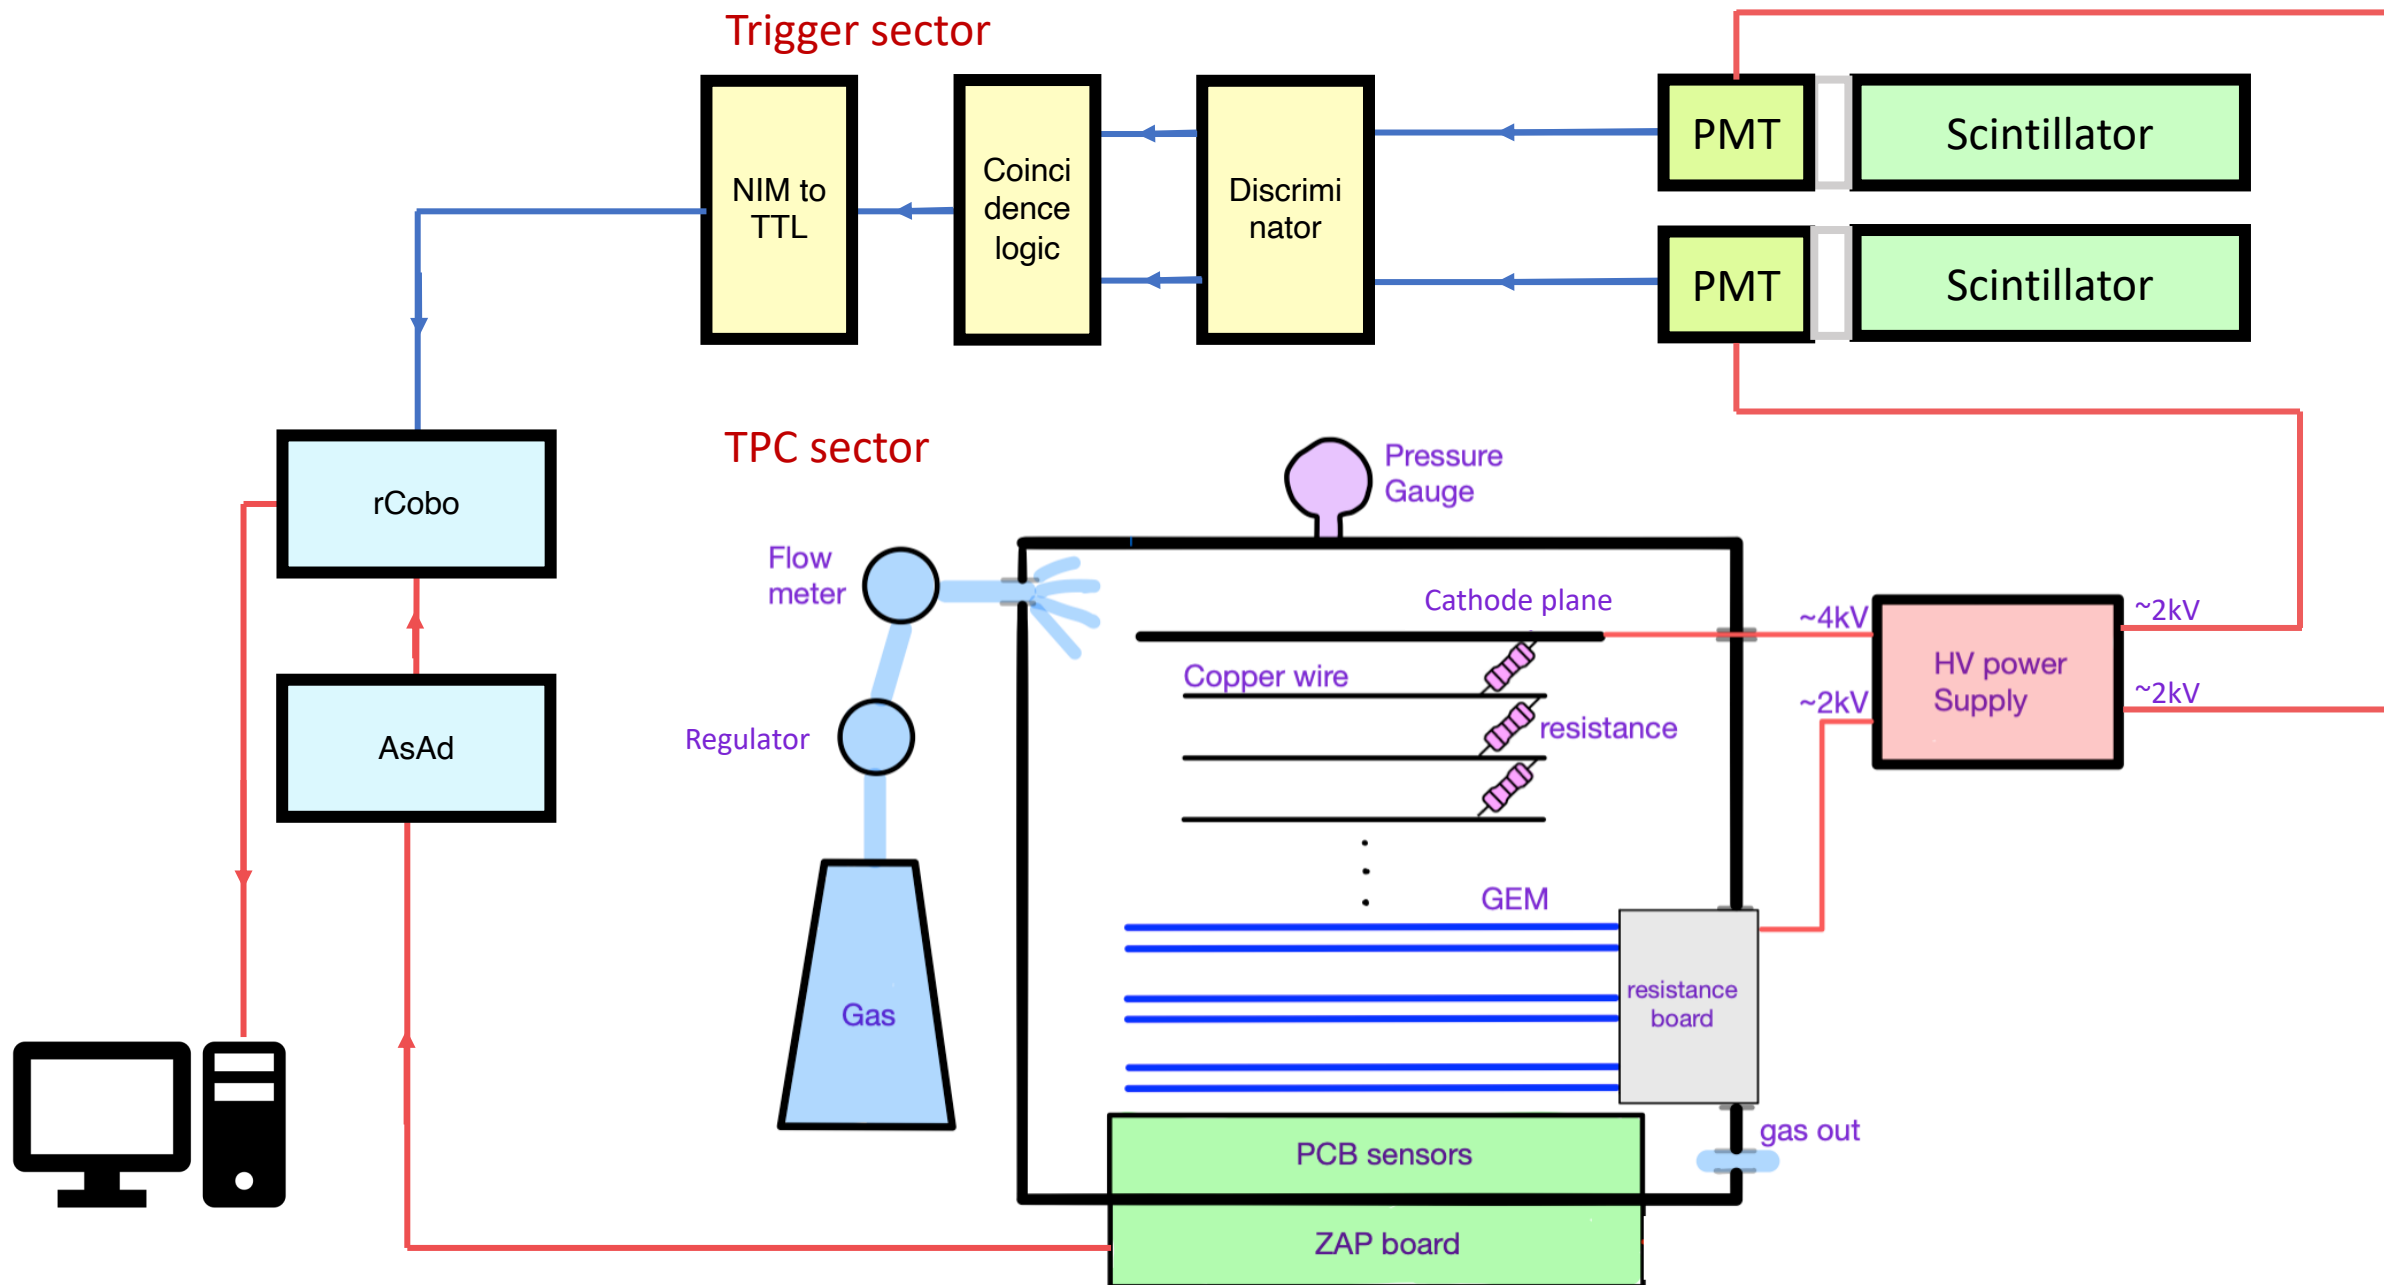 Trigger sector
NIM to
TTL
Coinci
dence
logic
Discrimi
nator
PMT
Scintillator
PMT
Scintillator
TPC sector
rCobo
AsAd
Pressure
Gauge
Flow
meter
Regulator
Gas
Cathode plane
Copper wire
resistance
GEM
resistance
board
~4kV
~2kV
HV power
Supply
~2kV
~2kV
gas out
PCB sensors
ZAP board